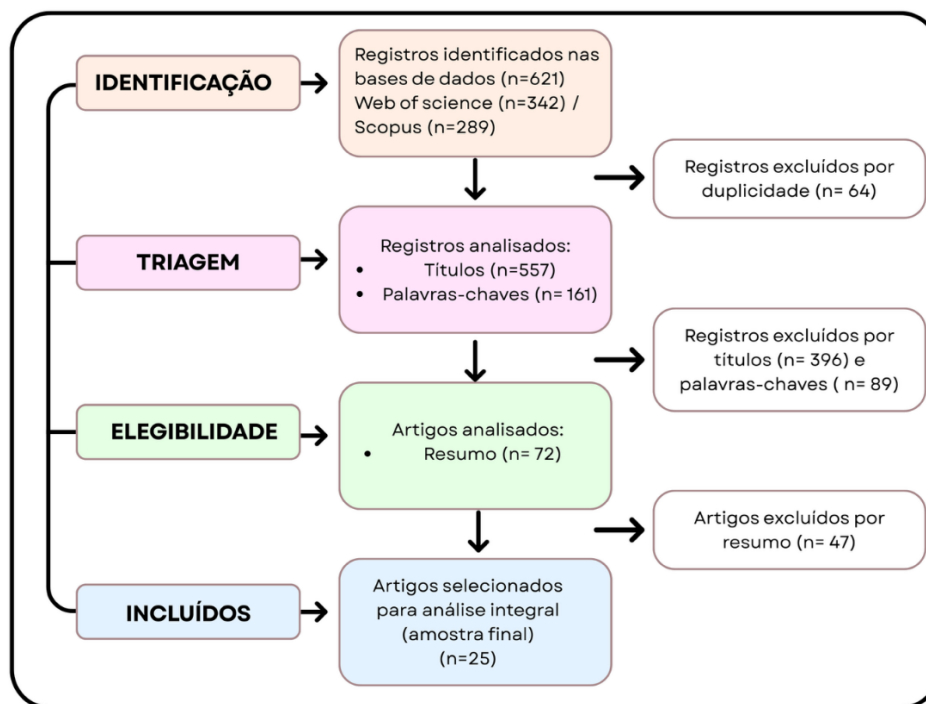 IDENTIFICAÇÃO
Registros identificados nas
bases de dados (n=621)
Web of science (n=342) /
Scopus (n=289)
Registros excluídos por
duplicidade (n= 64)
TRIAGEM
Registros analisados:
• Títulos (n=557)
• Palavras-chaves (n= 161)
Registros excluídos por
títulos (n= 396) e
palavras-chaves ( n= 89)
ELEGIBILIDADE
Artigos analisados:
• Resumo (n= 72)
Artigos excluídos por
resumo (n= 47)
INCLUÍDOS
Artigos selecionados
para análise integral
(amostra final)
(n=25)